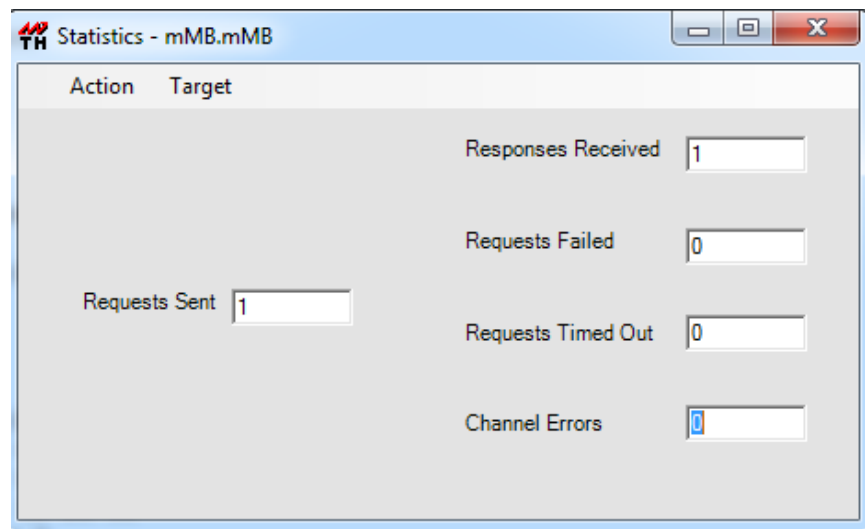 TH Statistics - mMB.mMB
Action Target
Responses Received 1
Requests Failed 0
Requests Sent 1
Requests Timed Out 0
Channel Errors 0